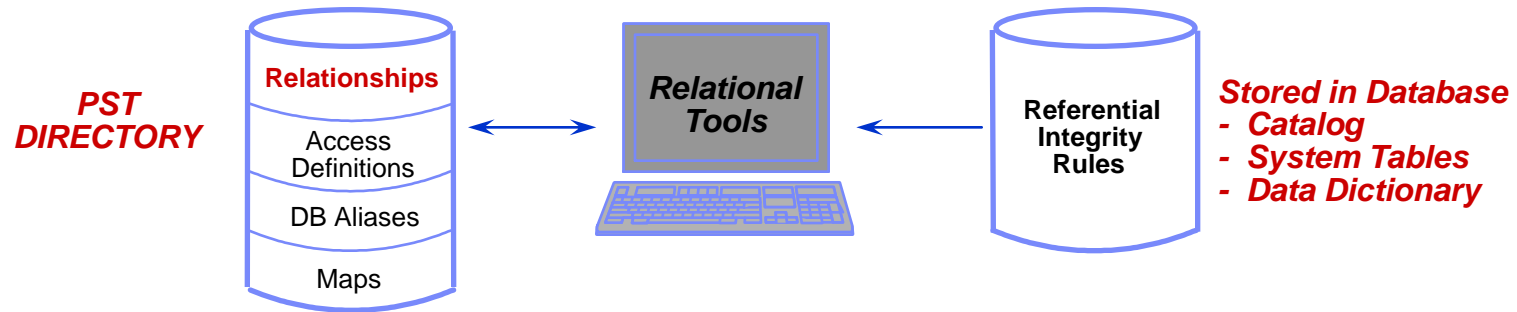 PST
DIRECTORY
Relationships
Access
Definitions
DB Aliases
Maps
Relational
Tools
Referential
Integrity
Rules
Stored in Database
- Catalog
- System Tables
- Data Dictionary